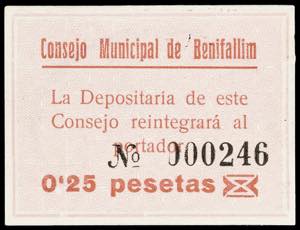 Consejo Municipal de Benifallim
La Depositaria de este
Consejo reintegrará al
portador
No 000246
0'25 pesetas